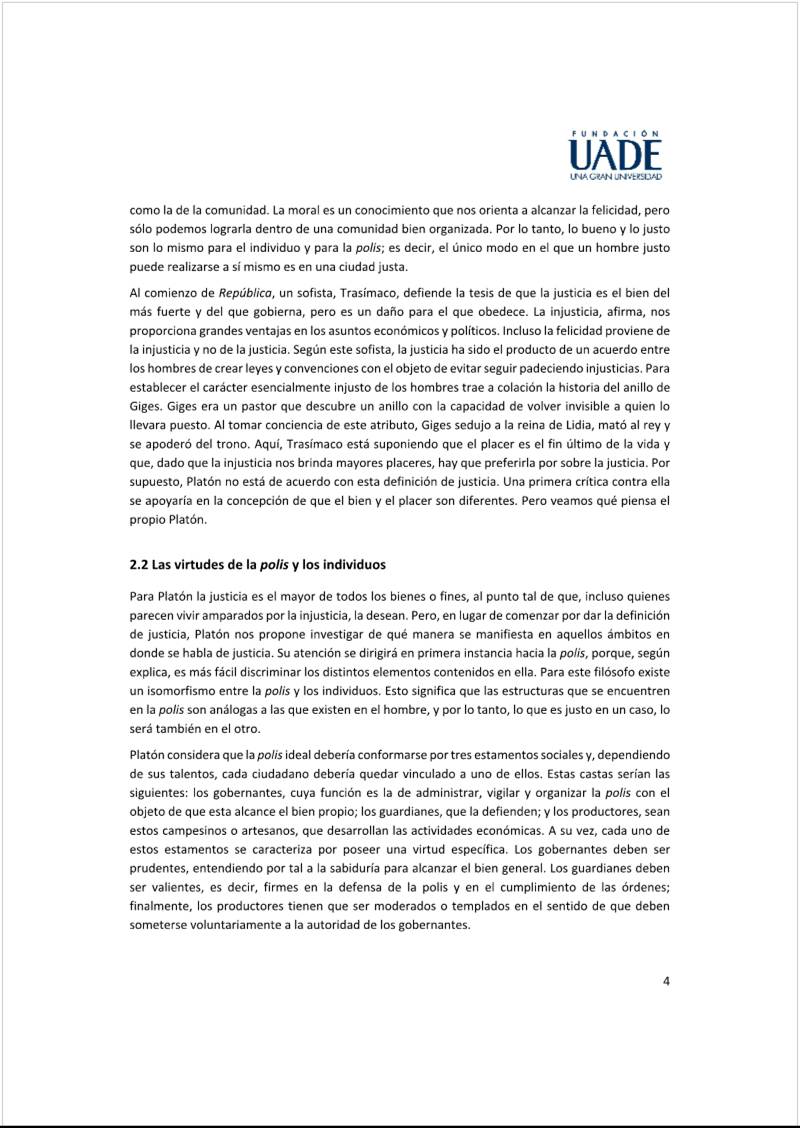 FUNDACIÓN
UADE
UNA GRAN UNIVERSIDAD
como la de la comunidad. La moral es un conocimiento que nos orienta a alcanzar la felicidad, pero
sólo podemos lograrla dentro de una comunidad bien organizada. Por lo tanto, lo bueno y lo justo
son lo mismo para el individuo y para la polis; es decir, el único modo en el que un hombre justo
puede realizarse a sí mismo es en una ciudad justa.
Al comienzo de República, un sofista, Trasímaco, defiende la tesis de que la justicia es el bien del
más fuerte y del que gobierna, pero es un daño para el que obedece. La injusticia, afirma, nos
proporciona grandes ventajas en los asuntos económicos y políticos. Incluso la felicidad proviene de
la injusticia y no de la justicia. Según este sofista, la justicia ha sido el producto de un acuerdo entre
los hombres de crear leyes y convenciones con el objeto de evitar seguir padeciendo injusticias. Para
establecer el carácter esencialmente injusto de los hombres trae a colación la historia del anillo de
Giges. Giges era un pastor que descubre un anillo con la capacidad de volver invisible a quien lo
llevara puesto. Al tomar conciencia de este atributo, Giges sedujo a la reina de Lidia, mató al rey y
se apoderó del trono. Aquí, Trasímaco está suponiendo que el placer es el fin último de la vida y
que, dado que la injusticia nos brinda mayores placeres, hay que preferirla por sobre la justicia. Por
supuesto, Platón no está de acuerdo con esta definición de justicia. Una primera crítica contra ella
se apoyaría en la concepción de que el bien y el placer son diferentes. Pero veamos qué piensa el
propio Platón.
2.2 Las virtudes de la polis y los individuos
Para Platón la justicia es el mayor de todos los bienes o fines, al punto tal de que, incluso quienes
parecen vivir amparados por la injusticia, la desean. Pero, en lugar de comenzar por dar la definición
de justicia, Platón nos propone investigar de qué manera se manifiesta en aquellos ámbitos en
donde se habla de justicia. Su atención se dirigirá en primera instancia hacia la polis, porque, según
explica, es más fácil discriminar los distintos elementos contenidos en ella. Para este filósofo existe
un isomorfismo entre la polis y los individuos. Esto significa que las estructuras que se encuentren
en la polis son análogas a las que existen en el hombre, y por lo tanto, lo que es justo en un caso, lo
será también en el otro.
Platón considera que la polis ideal debería conformarse por tres estamentos sociales y, dependiendo
de sus talentos, cada ciudadano debería quedar vinculado a uno de ellos. Estas castas serían las
siguientes: los gobernantes, cuya función es la de administrar, vigilar y organizar la polis con el
objeto de que esta alcance el bien propio; los guardianes, que la defienden; y los productores, sean
estos campesinos o artesanos, que desarrollan las actividades económicas. A su vez, cada uno de
estos estamentos se caracteriza por poseer una virtud específica. Los gobernantes deben ser
prudentes, entendiendo por tal a la sabiduría para alcanzar el bien general. Los guardianes deben
ser valientes, es decir, firmes en la defensa de la polis y en el cumplimiento de las órdenes;
finalmente, los productores tienen que ser moderados o templados en el sentido de que deben
someterse voluntariamente a la autoridad de los gobernantes.
4